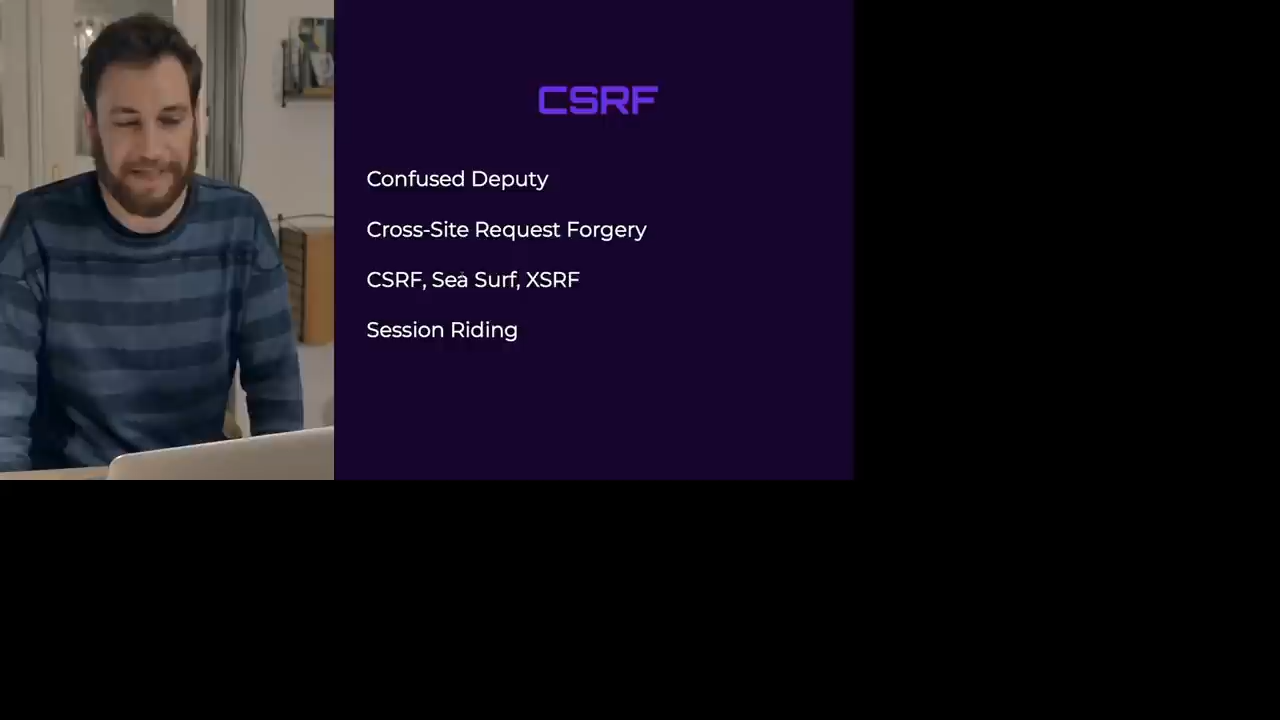 CSRF
Confused Deputy
Cross-Site Request Forgery
CSRF, Sea Surf, XSRF
Session Riding